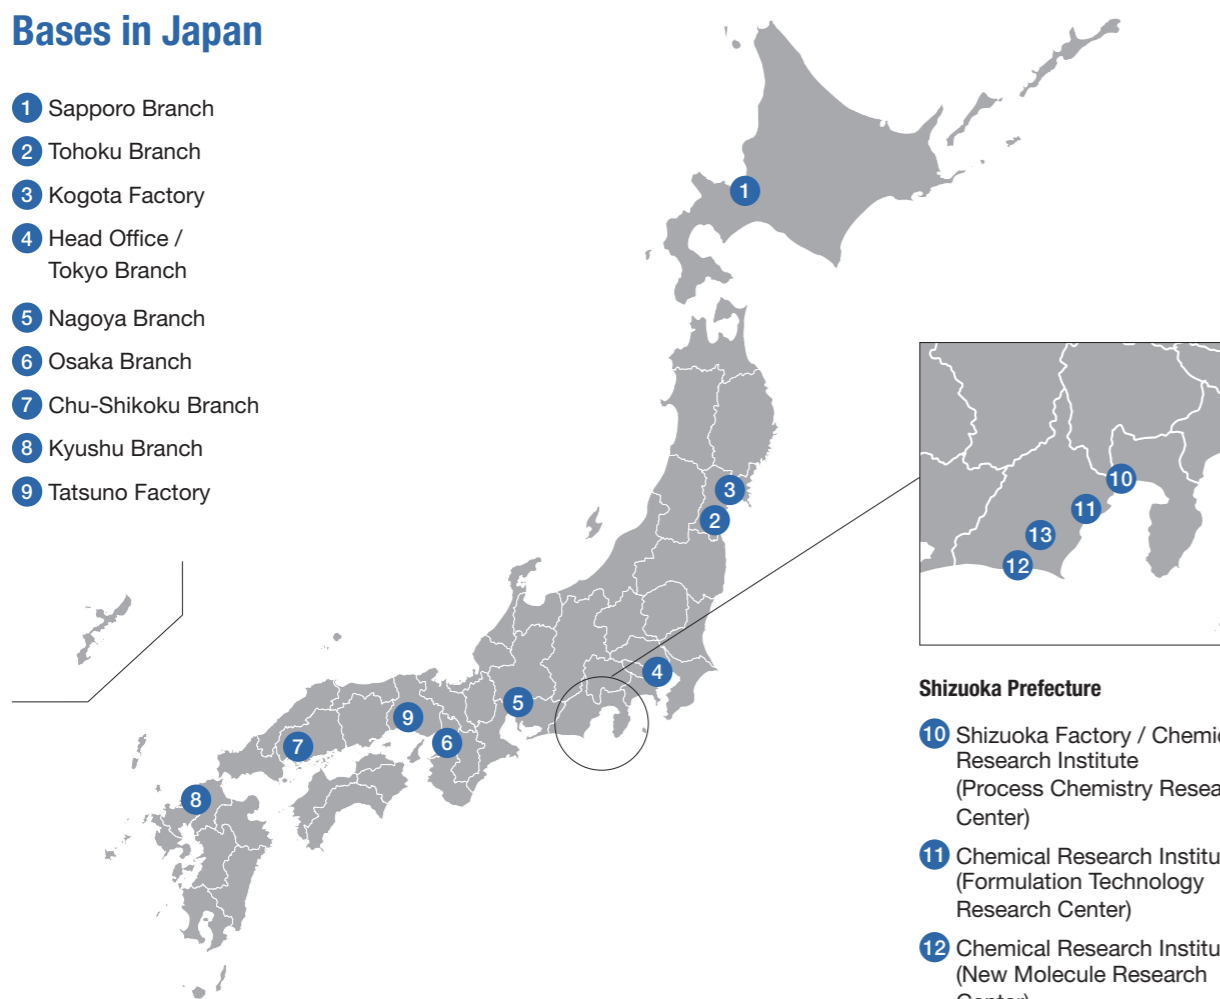 Bases in Japan
1 Sapporo Branch
2 Tohoku Branch
3 Kogota Factory
4 Head Office /
Tokyo Branch
5 Nagoya Branch
6 Osaka Branch
7 Chu-Shikoku Branch
8 Kyushu Branch
9 Tatsuno Factory
1
3
2
4
5
9
6
7
8
10
11
13
12
Shizuoka Prefecture
10 Shizuoka Factory /
Research Institute
(Process Chemistry
Center)
11 Chemical Research
(Formulation Technology
Research Center)
12 Chemical Research
(New Molecule Research